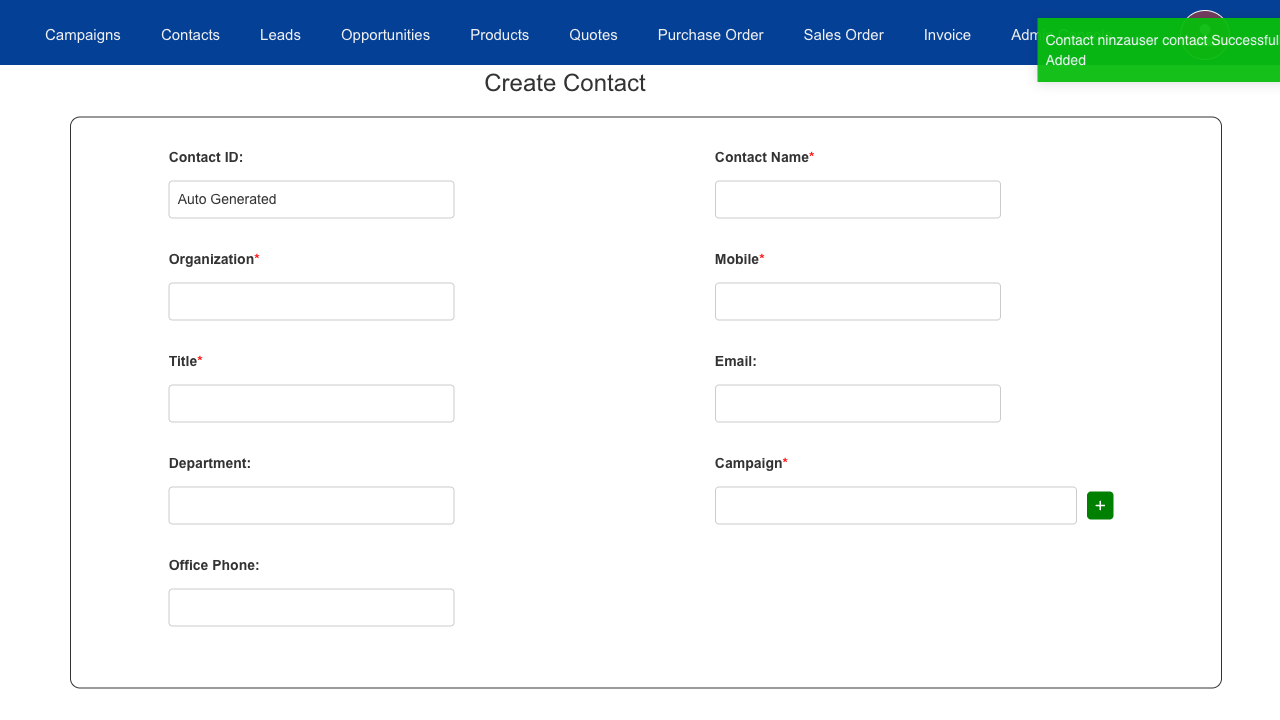 Campaigns Contacts Leads Opportunities Products Quotes Purchase Order Sales Order Invoice
Contact ninzauser contact Successful
Added
Create Contact
Contact ID:
Auto Generated
Contact Name*
Organization*
Mobile*
Title*
Email:
Department:
Campaign*
+
Office Phone: